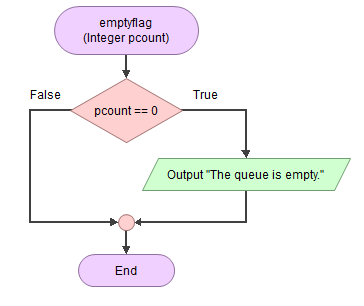 emptyflag
(Integer pcount)
False
True
pcount == 0
Output "The queue is empty."
End